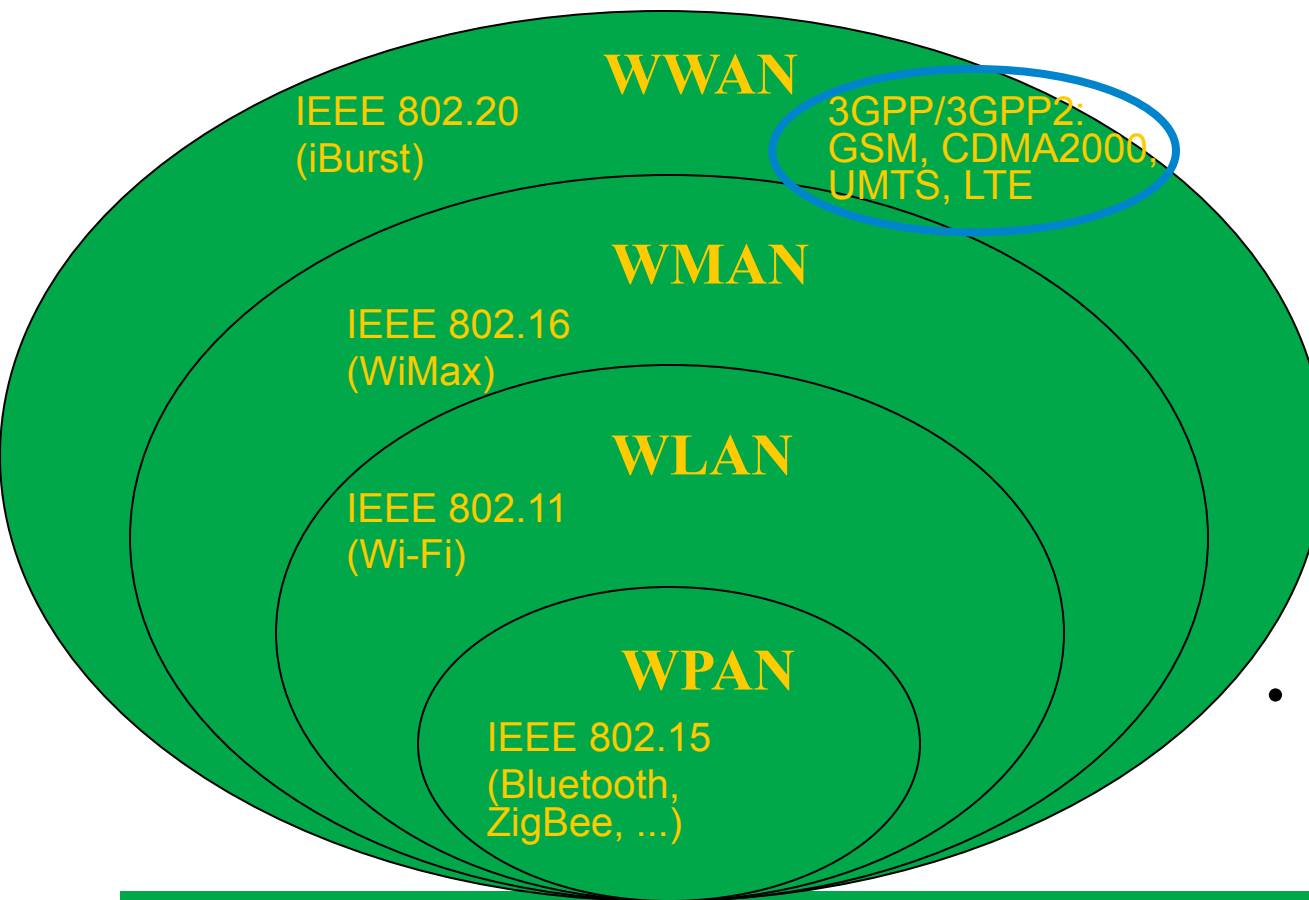 WWAN
IEEE 802.20
(iBurst)
3GPP/3GPP2:
GSM, CDMA2000,
UMTS, LTE
WMAN
IEEE 802.16
(WiMax)
WLAN
IEEE 802.11
(Wi-Fi)
WPAN
IEEE 802.15
(Bluetooth,
ZigBee, ...)